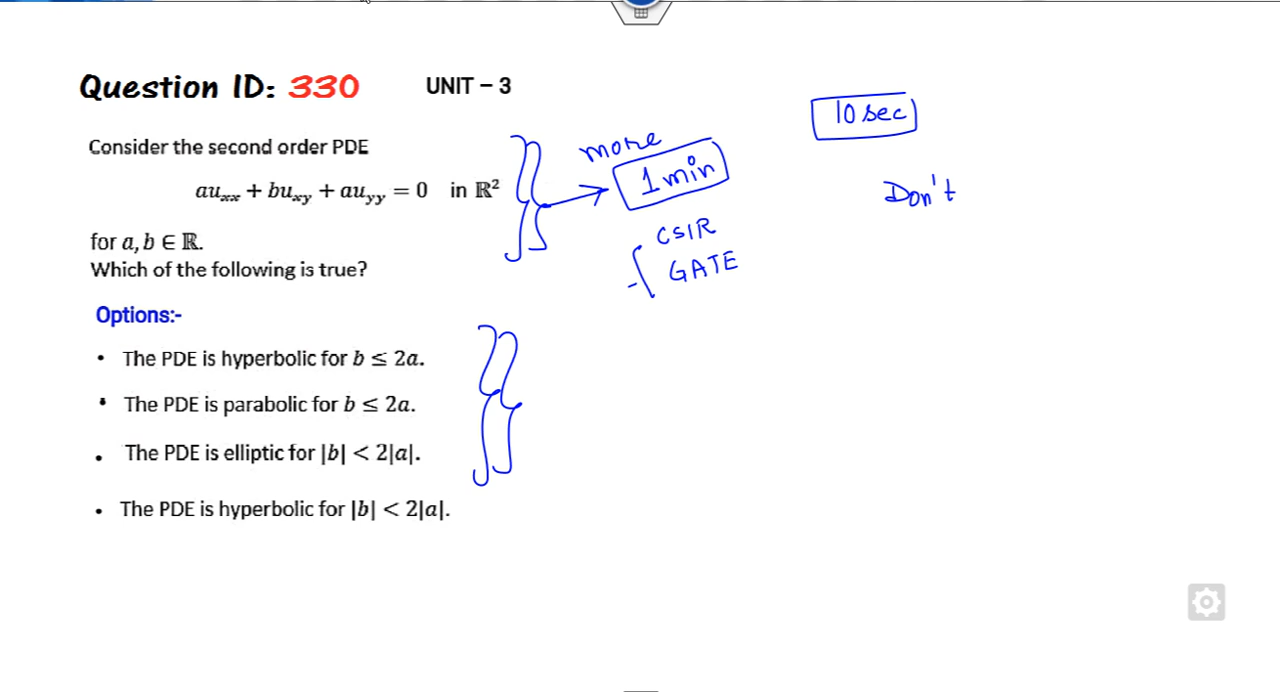 Question ID: 330 UNIT – 3
10 sec
Consider the second order PDE
more
1 min
au_xx + bu_xy + au_yy = 0 in ℝ²
Don't
for a, b ∈ ℝ.
CSIR
Which of the following is true?
GATE
Options:-
• The PDE is hyperbolic for b ≤ 2a.
• The PDE is parabolic for b ≤ 2a.
• The PDE is elliptic for |b| < 2|a|.
• The PDE is hyperbolic for |b| < 2|a|.